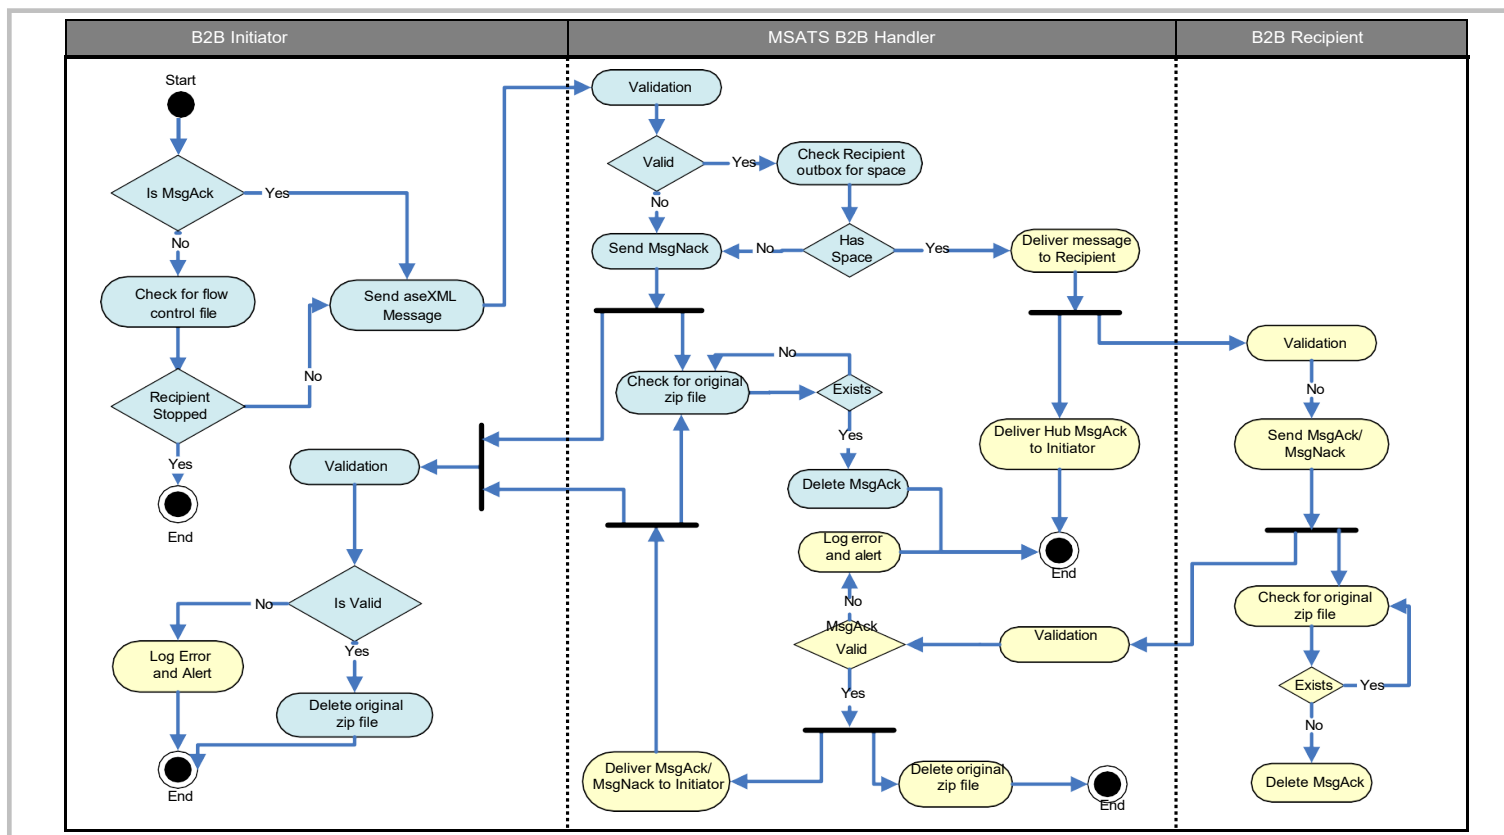 B2B Initiator
MSATS B2B Handler
B2B Recipient
Start
Is MsgAck
Yes
No
Check for flow
control file
Send aseXML
Message
No
Recipient
Stopped
Yes
End
Validation
Is Valid
No
Yes
Log Error
and Alert
Delete original
zip file
End
Validation
Valid
Yes
Check Recipient
outbox for space
No
Send MsgNack
No
Has
Space
Yes
Deliver message
to Recipient
No
Check for original
zip file
Exists
Yes
Delete MsgAck
Deliver Hub MsgAck
to Initiator
Log error
and alert
End
No
MsgAck
Valid
Validation
Yes
Deliver MsgAck/
MsgNack to Initiator
Delete original
zip file
End
Validation
No
Send MsgAck/
MsgNack
Check for original
zip file
Exists
Yes
No
Delete MsgAck